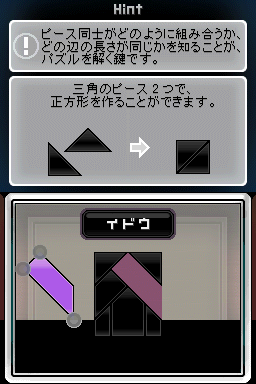 Hint
ピース同士がどのように組み合うか、
どの辺の長さが同じかを知ることが、
パズルを解く鍵です。
三角のピース2つで、
正方形を作ることができます。
イドウ